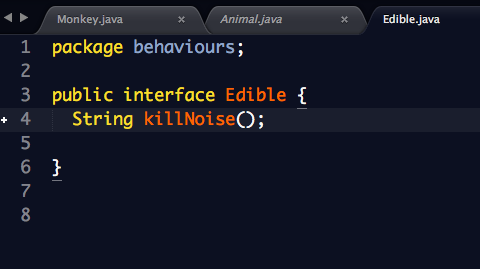 Monkey.java × Animal.java × Edible.java
1 package behaviours;
2
3 public interface Edible {
4 String killNoise();
5
6 }
7
8